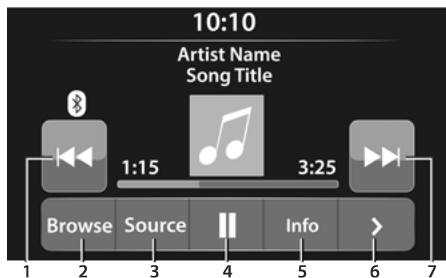 10:10
Artist Name
Song Title
1:15 3:25
Browse Source Info
1 2 3 4 5 6 7